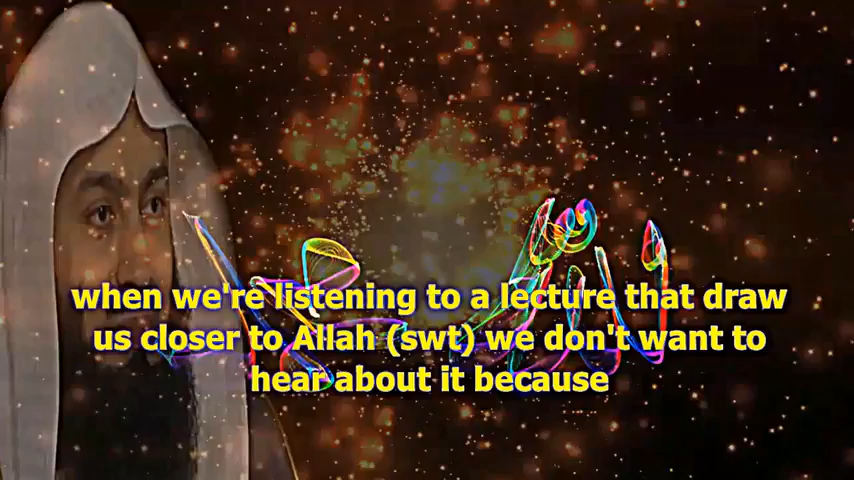 when we're listening to a lecture that draw
us closer to Allah (swt) we don't want to
hear about it because